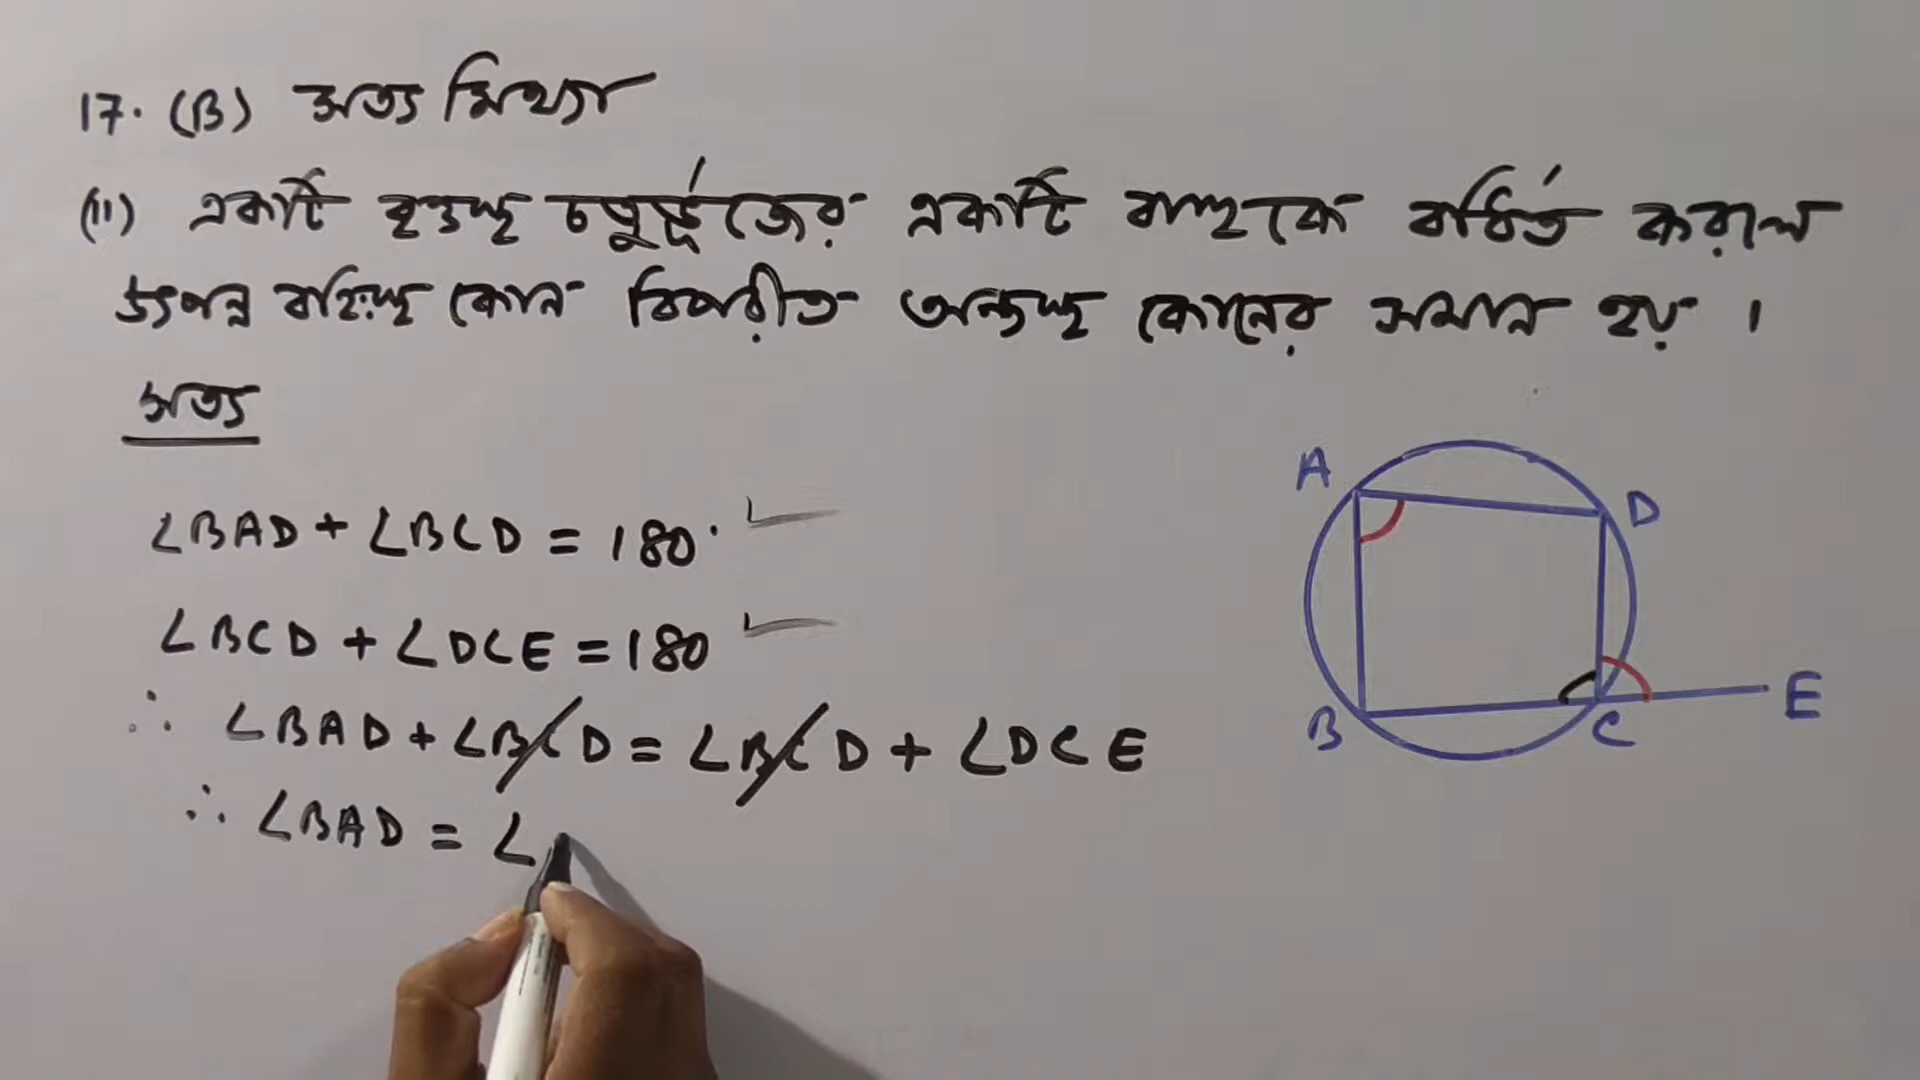 17. (B) সত্য মিথ্যা
(ii) একটি বৃত্তস্থ চতুর্ভূজের একটি বাহুকে বর্ধিত করলে
উৎপন্ন বহিঃস্থ কোন বিপরীত অন্তস্থ কোনের সমান হয় ।
সত্য
∠BAD + ∠BCD = 180°
∠BCD + ∠DCE = 180
∴ ∠BAD + ∠BCD = ∠BCD + ∠DCE
∴ ∠BAD = ∠
A
D
B
C
E